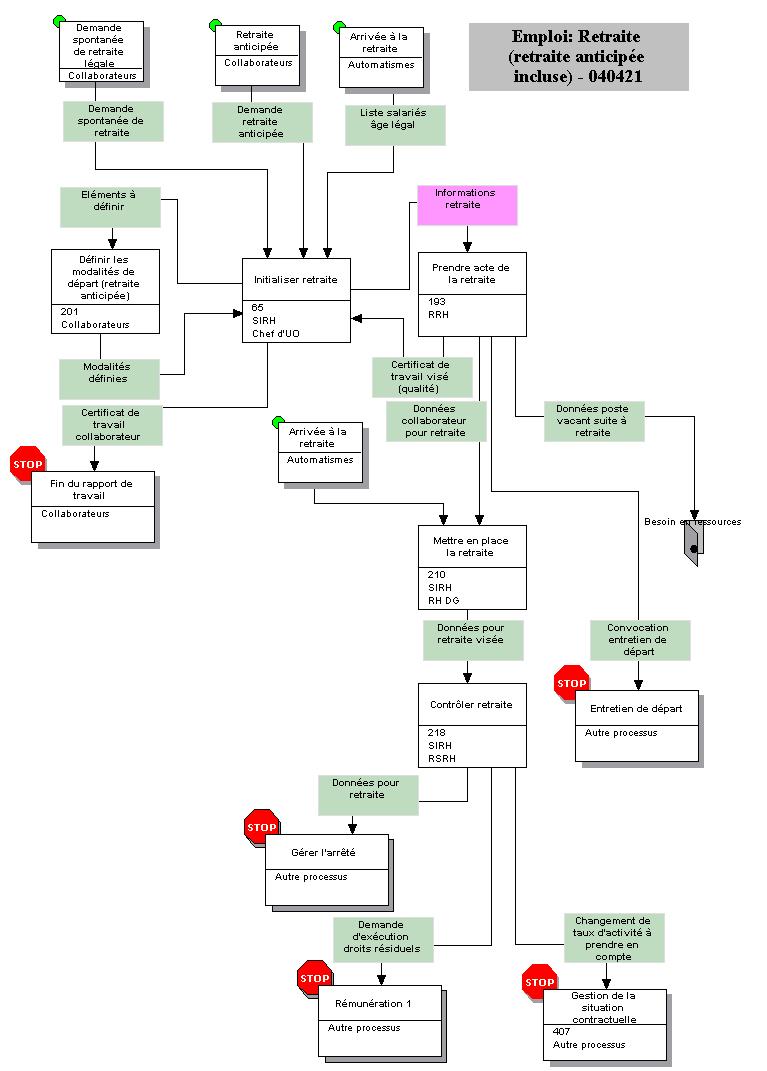 Emploi: Retraite
(retraite anticipée
incluse) - 040421
Demande
spontanée
de retraite
légale
Collaborateurs
Retraite
anticipée
Collaborateurs
Arrivée à la
retraite
Automatismes
Demande
spontanée de
retraite
Demande
retraite
anticipée
Liste salariés
âge légal
Eléments à
définir
Informations
retraite
Définir les
modalités de
départ (retraite
anticipée)
201
Collaborateurs
Initialiser retraite
65
SIRH
Chef d'UO
Prendre acte de
la retraite
193
RRH
Modalités
définies
Certificat de
travail visé
(qualité)
Certificat de
travail
collaborateur
Données
collaborateur
pour retraite
Données poste
vacant suite à
retraite
Arrivée à la
retraite
Automatismes
STOP
Fin du rapport de
travail
Collaborateurs
Besoin en ressources
Mettre en place
la retraite
210
SIRH
RH DG
Données pour
retraite visée
Convocation
entretien de
départ
STOP
Entretien de départ
Autre processus
Contrôler retraite
218
SIRH
RSRH
Données pour
retraite
STOP
Gérer l'arrêté
Autre processus
Demande
d'exécution
droits résiduels
Changement de
taux d'activité à
prendre en
compte
STOP
Rémunération 1
Autre processus
STOP
Gestion de la
situation
contractuelle
407
Autre processus